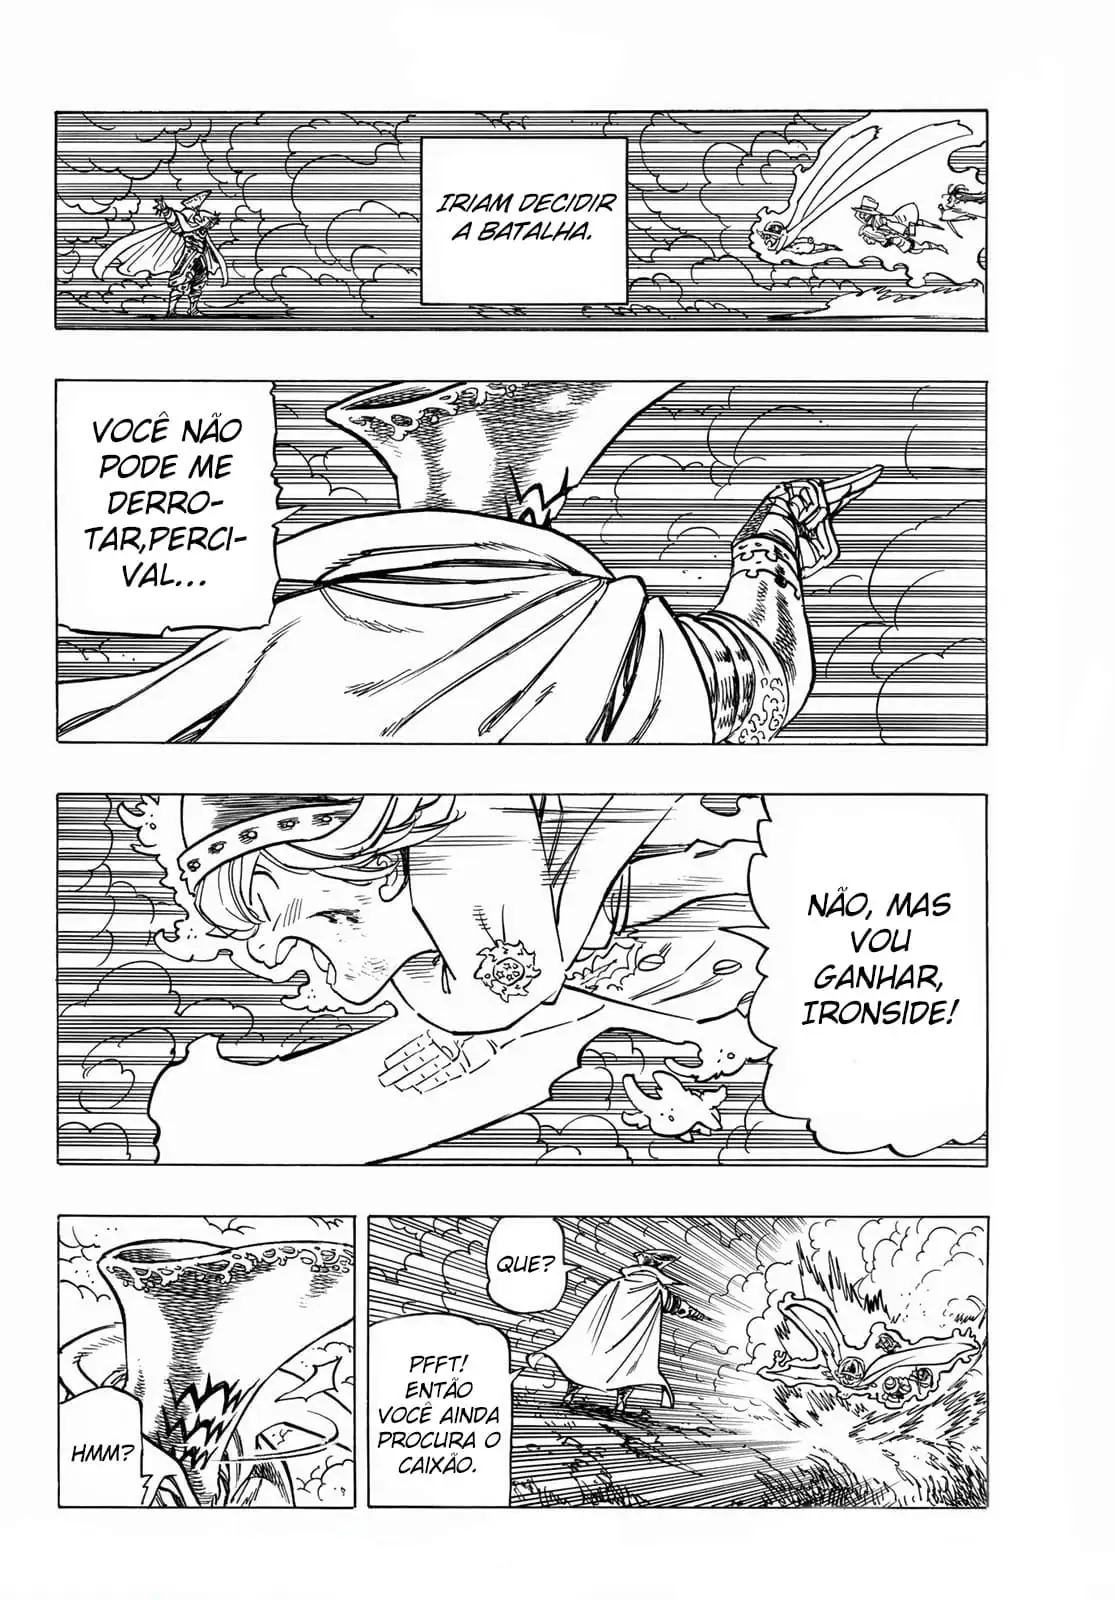 IRIAM DECIDIR
A BATALHA.
VOCÊ NÃO
PODE ME
DERRO-
TAR,PERCI-
VAL...
NÃO, MAS
VOU
GANHAR,
IRONSIDE!
QUE?
PFFT!
ENTÃO
VOCÊ AINDA
PROCURA O
CAIXÃO.
HMM?